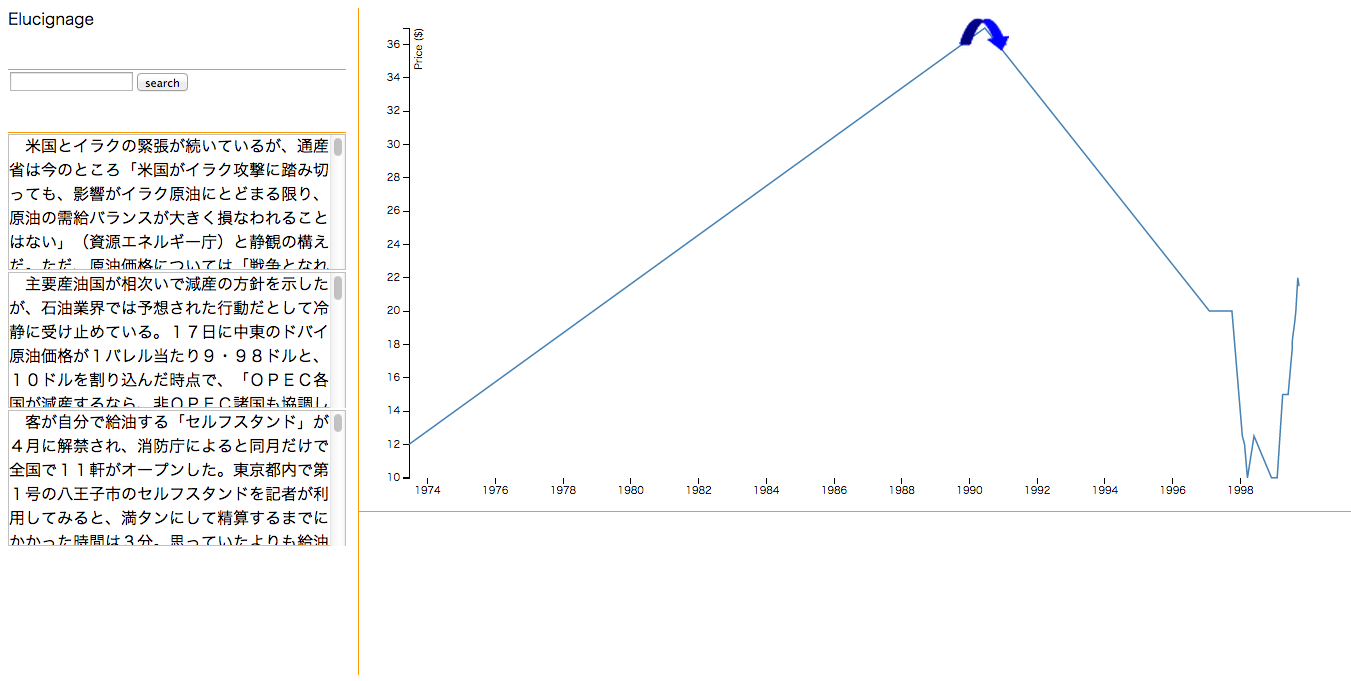 Elucignage
search
　米国とイラクの緊張が続いているが、通産
省は今のところ「米国がイラク攻撃に踏み切
っても、影響がイラク原油にとどまる限り、
原油の需給バランスが大きく損なわれること
はない」（資源エネルギー庁）と静観の構え
だ。ただ、原油価格については「戦争となれ
　主要産油国が相次いで減産の方針を示した
が、石油業界では予想された行動だとして冷
静に受け止めている。１７日に中東のドバイ
原油価格が１バレル当たり９・９８ドルと、
１０ドルを割り込んだ時点で、「ＯＰＥＣ各
国が減産するなら、非ＯＰＥＣ諸国も協調し
　客が自分で給油する「セルフスタンド」が
４月に解禁され、消防庁によると同月だけで
全国で１１軒がオープンした。東京都内で第
１号の八王子市のセルフスタンドを記者が利
用してみると、満タンにして精算するまでに
かかった時間は３分。思っていたよりも給油
Price ($)
36
34
32
30
28
26
24
22
20
18
16
14
12
10
1974 1976 1978 1980 1982 1984 1986 1988 1990 1992 1994 1996 1998